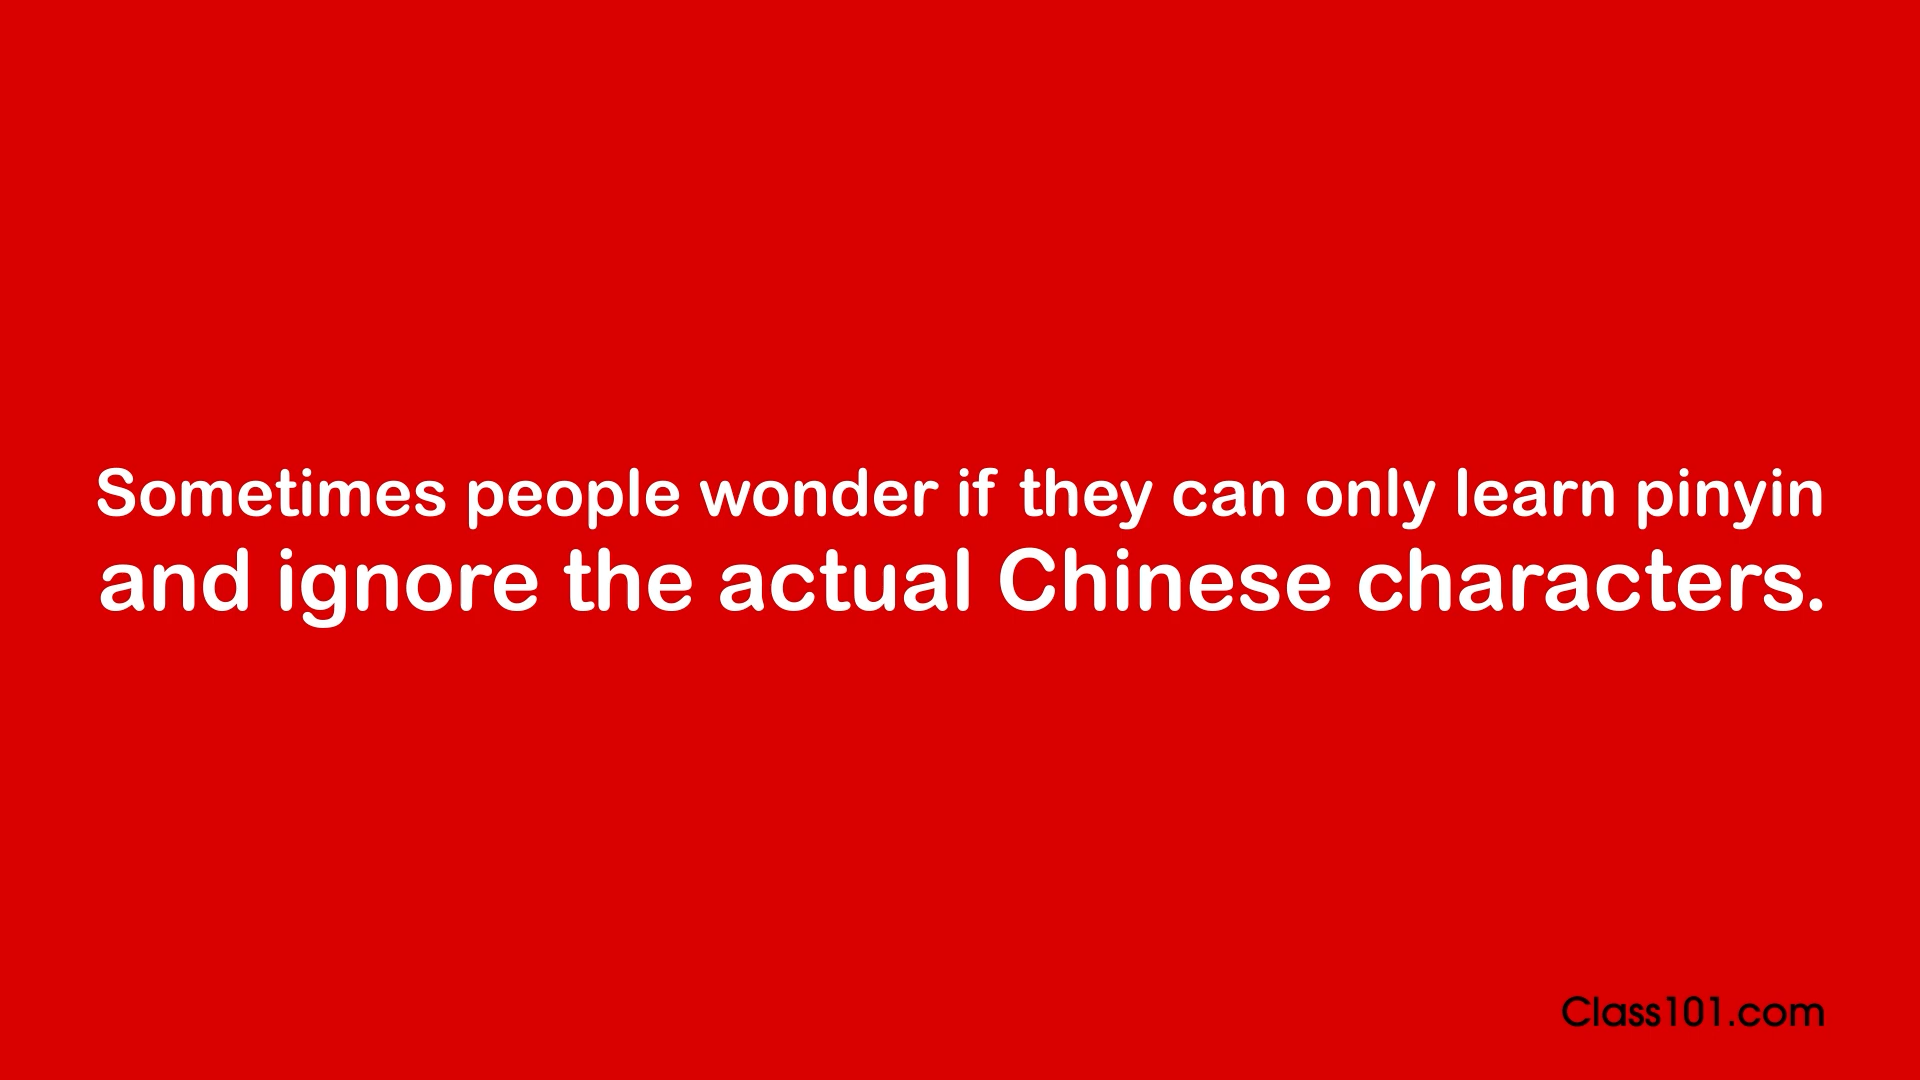 Sometimes people wonder if they can only learn pinyin
and ignore the actual Chinese characters.
Class101.com